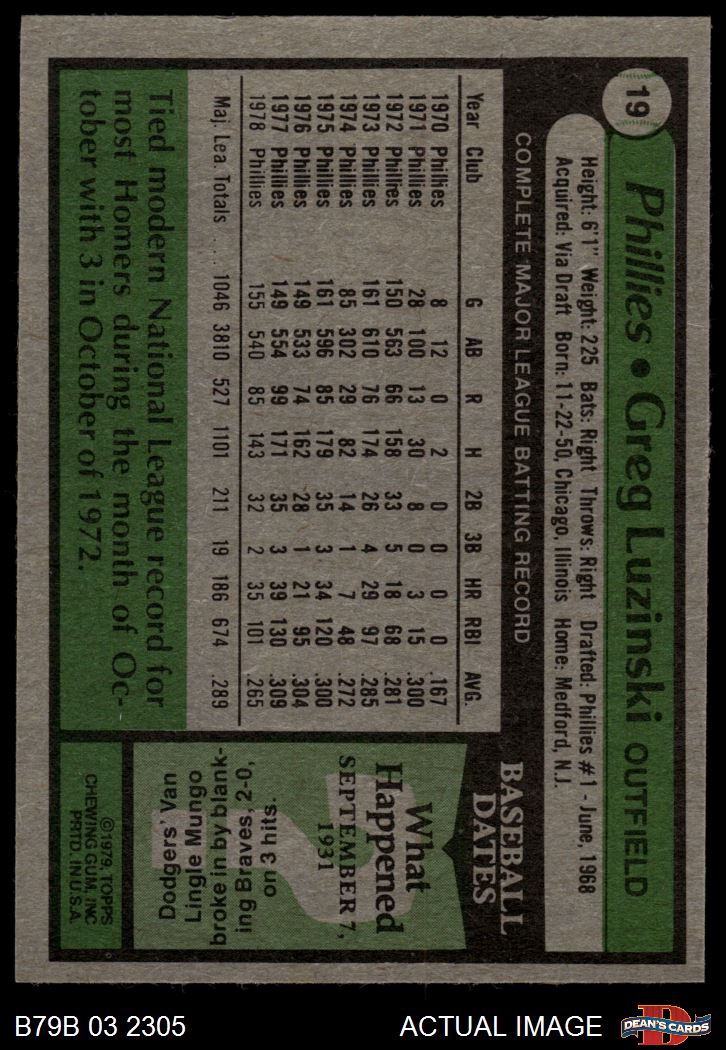 19
Phillies • Greg Luzinski OUTFIELD
Height: 6'1" Weight: 225 Bats: Right Throws: Right Drafted: Phillies #1 - June, 1968
Acquired: Via Draft Born: 11-22-50, Chicago, Illinois Home: Medford, N.J.
COMPLETE MAJOR LEAGUE BATTING RECORD
Year Club G AB R H 2B 3B HR RBI AVG.
1970 Phillies 8 12 0 2 0 0 0 0 .167
1971 Phillies 28 100 13 30 8 0 3 15 .300
1972 Phillies 150 563 66 158 33 5 18 68 .281
1973 Phillies 161 610 76 174 26 4 29 97 .285
1974 Phillies 85 302 29 82 14 1 7 48 .272
1975 Phillies 161 596 85 179 35 3 34 120 .300
1976 Phillies 149 533 74 162 28 1 21 95 .304
1977 Phillies 149 554 99 171 35 3 39 130 .309
1978 Phillies 155 540 85 143 32 2 35 101 .265
Maj. Lea. Totals . . . . 1046 3810 527 1101 211 19 186 674 .289
Tied modern National League record for
most Homers during the month of Oc-
tober with 3 in October of 1972.
BASEBALL
DATES
What
Happened
SEPTEMBER 7,
1931
?
Dodgers' Van
Lingle Mungo
broke in by blank-
ing Braves, 2-0,
on 3 hits.
©1979, TOPPS
CHEWING GUM, INC
PRTD. IN U.S.A.
B79B 03 2305
ACTUAL IMAGE
D
DEAN'S CARDS